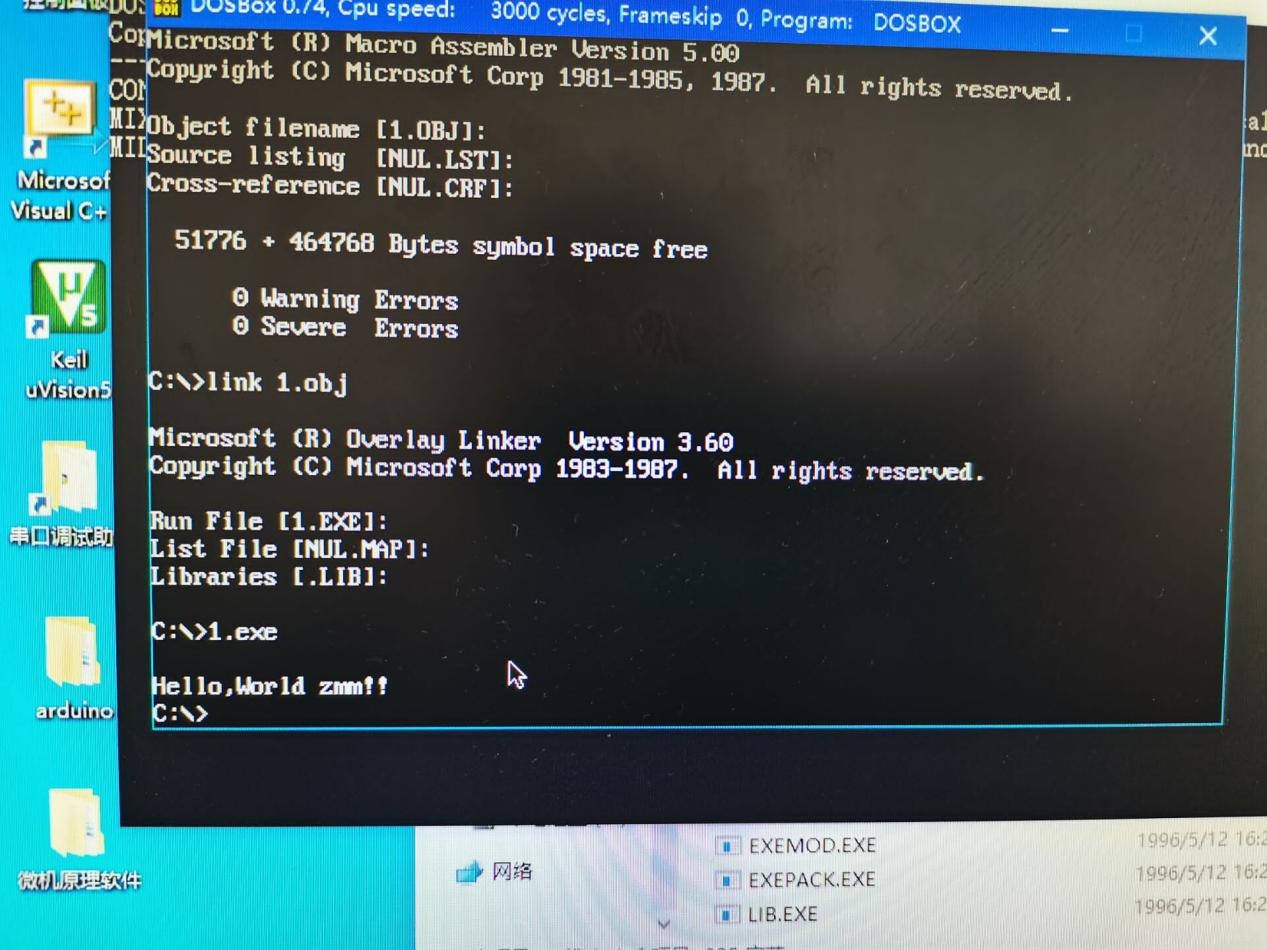 DOSBox 0.74, Cpu speed: 3000 cycles, Frameskip 0, Program: DOSBOX
Microsoft (R) Macro Assembler Version 5.00
Copyright (C) Microsoft Corp 1981-1985, 1987. All rights reserved.
Object filename [1.OBJ]:
Source listing [NUL.LST]:
Cross-reference [NUL.CRF]:
51776 + 464768 Bytes symbol space free
0 Warning Errors
0 Severe Errors
C:\>link 1.obj
Microsoft (R) Overlay Linker Version 3.60
Copyright (C) Microsoft Corp 1983-1987. All rights reserved.
Run File [1.EXE]:
List File [NUL.MAP]:
Libraries [.LIB]:
C:\>1.exe
Hello,World zmm!!
C:\>
Microsof
Visual C+
Keil
uVision5
串口调试助
arduino
微机原理软件
网络
EXEMOD.EXE 1996/5/12 16:2
EXEPACK.EXE 1996/5/12 16:2
LIB.EXE 1996/5/12 16:2